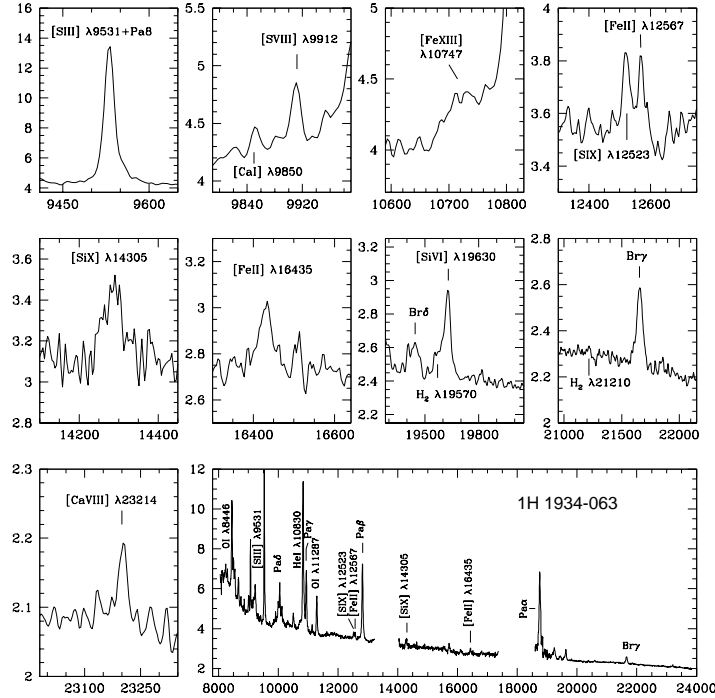 [SIII] λ9531+Pa8
16
14
12
10
8
6
4
9450
9600
[SVIII] λ9912
[CaI] λ9850
5.5
5
4.5
4
9840
9920
[FeXIII]
λ10747
5
4.5
4
10600
10700
10800
[FeII] λ12567
[SIX] λ12523
4
3.8
3.6
3.4
12400
12600
[SiX] λ14305
3.6
3.4
3.2
3
2.8
14200
14400
[FeII] λ16435
3.2
3
2.8
2.6
16400
16600
[SiVI] λ19630
Brδ
H₂ λ19570
3.2
3
2.8
2.6
2.4
2.2
19500
19800
Brγ
H₂ λ21210
2.8
2.6
2.4
2.2
2
21000
21500
22000
[CaVIII] λ23214
2.3
2.2
2.1
2
23100
23250
1H 1934-063
12
10
8
6
4
2
OI λ8446
[SIII] λ9531
Paδ
HeI λ10830
Paγ
OI λ11287
[SIX] λ12523
[FeII] λ12567
Paβ
[SiX] λ14305
[FeII] λ16435
Paα
Brγ
8000
10000
12000
14000
16000
18000
20000
22000
24000